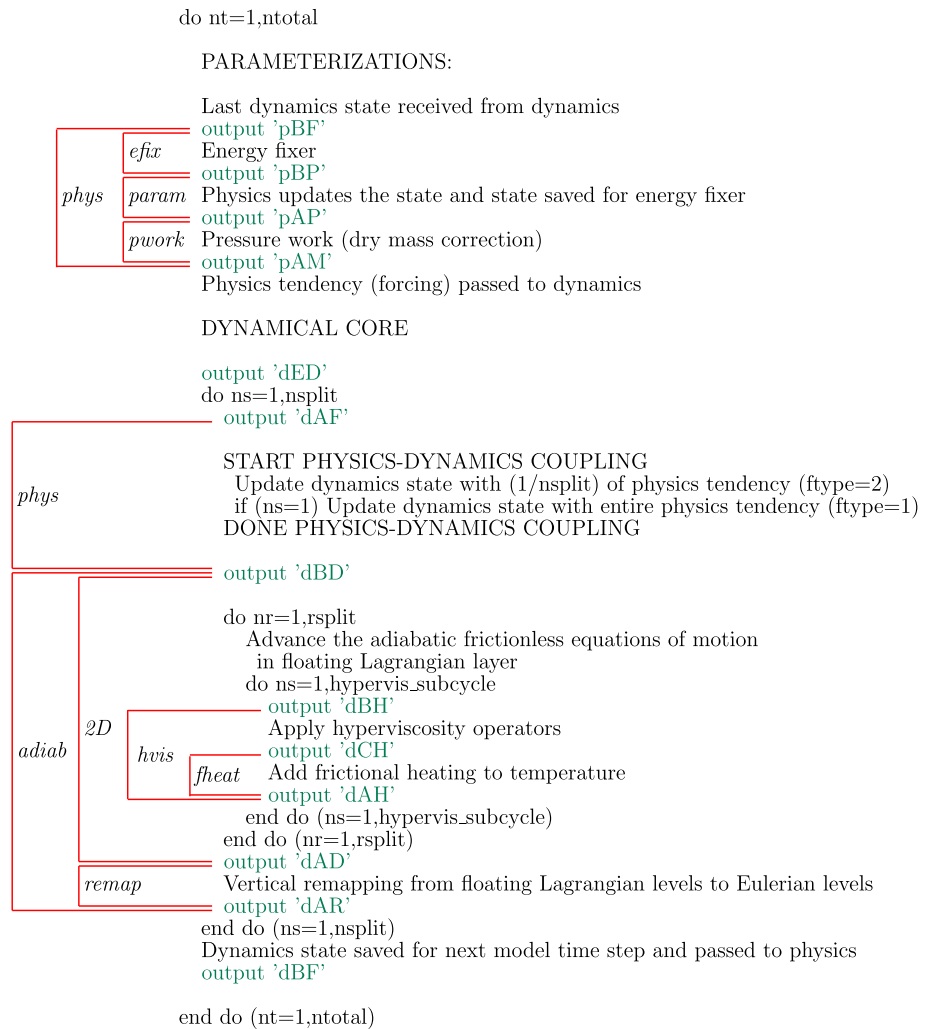 do nt=1,ntotal
PARAMETERIZATIONS:
Last dynamics state received from dynamics
output 'pBF'
efix Energy fixer
output 'pBP'
phys param Physics updates the state and state saved for energy fixer
output 'pAP'
pwork Pressure work (dry mass correction)
output 'pAM'
Physics tendency (forcing) passed to dynamics
DYNAMICAL CORE
output 'dED'
do ns=1,nsplit
output 'dAF'
START PHYSICS-DYNAMICS COUPLING
Update dynamics state with (1/nsplit) of physics tendency (ftype=2)
phys
if (ns=1) Update dynamics state with entire physics tendency (ftype=1)
DONE PHYSICS-DYNAMICS COUPLING
output 'dBD'
do nr=1,rsplit
Advance the adiabatic frictionless equations of motion
in floating Lagrangian layer
do ns=1,hypervis_subcycle
output 'dBH'
2D Apply hyperviscosity operators
adiab hvis output 'dCH'
fheat Add frictional heating to temperature
output 'dAH'
end do (ns=1,hypervis_subcycle)
end do (nr=1,rsplit)
output 'dAD'
remap Vertical remapping from floating Lagrangian levels to Eulerian levels
output 'dAR'
end do (ns=1,nsplit)
Dynamics state saved for next model time step and passed to physics
output 'dBF'
end do (nt=1,ntotal)